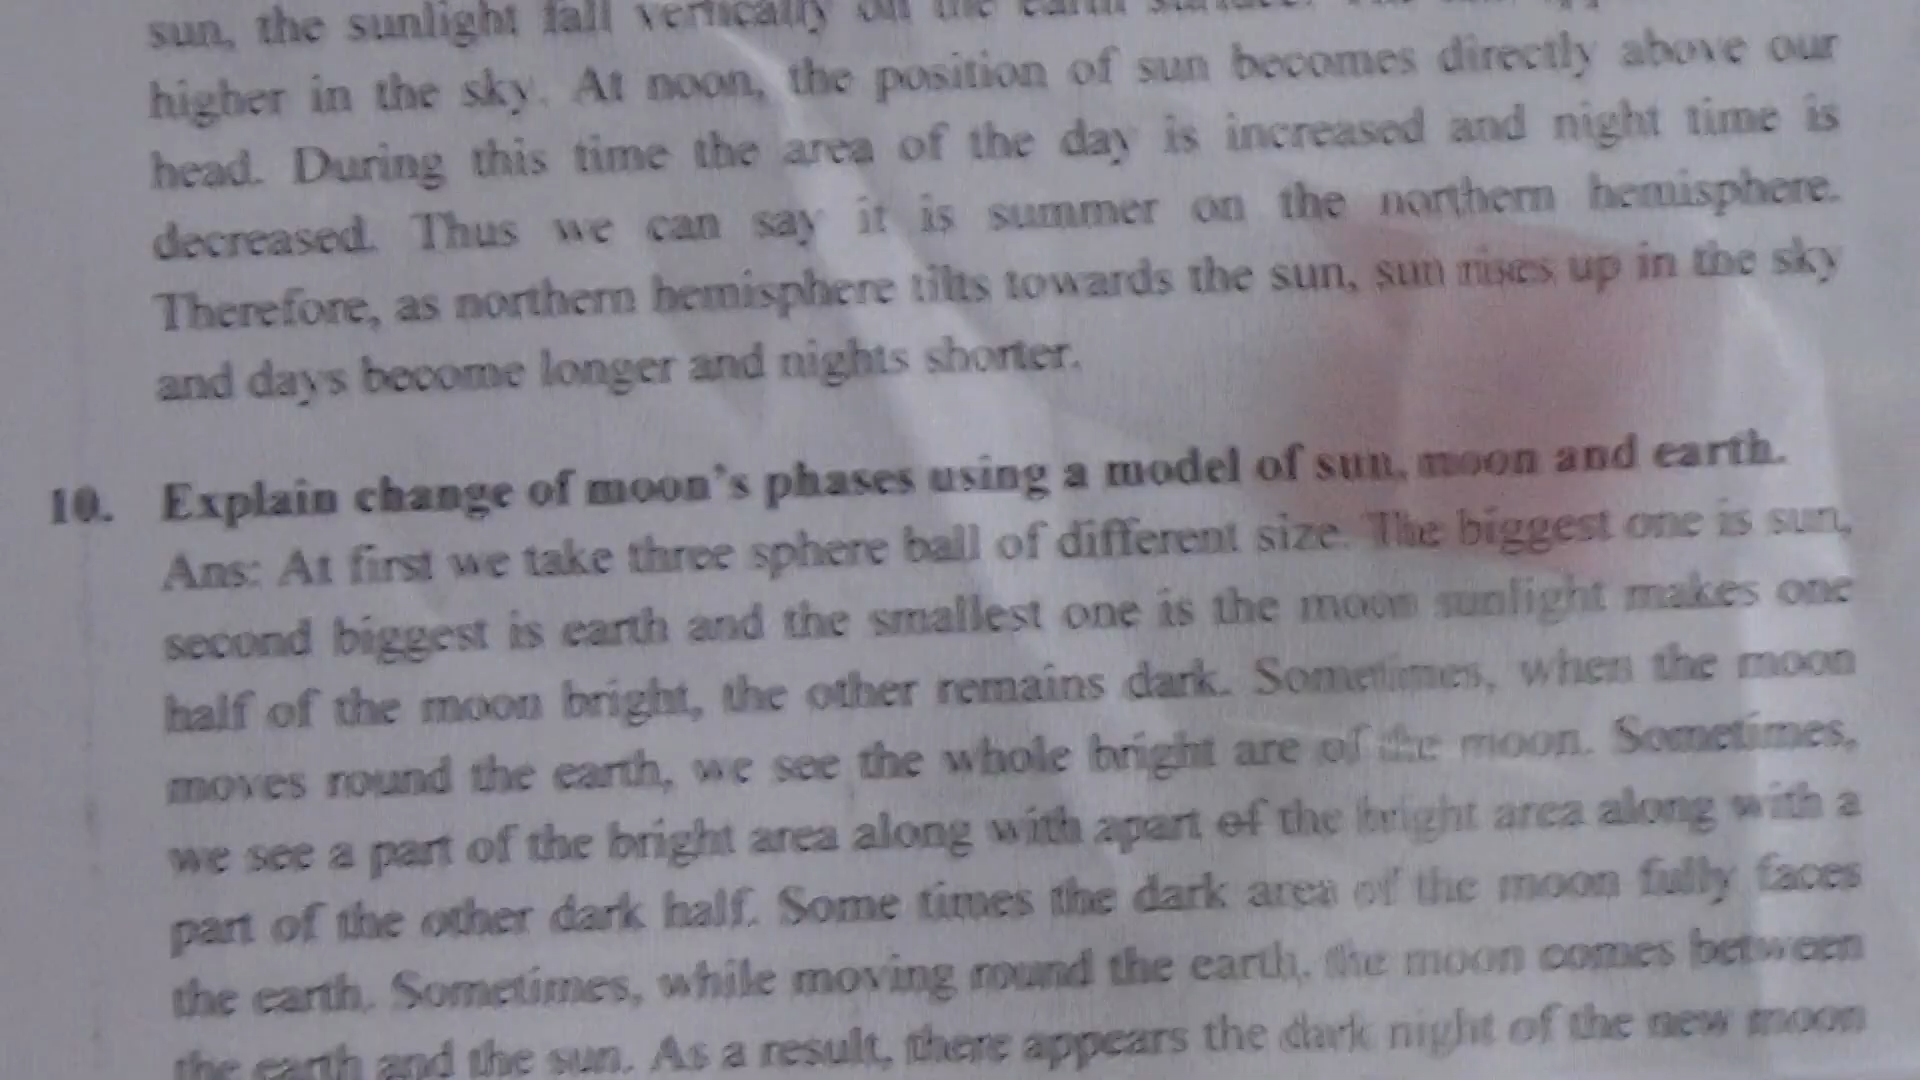 sun, the sunlight fall vertically on the earth surface.
higher in the sky. At noon, the position of sun becomes directly above our
head. During this time the area of the day is increased and night time is
decreased. Thus we can say it is summer on the northern hemisphere.
Therefore, as northern hemisphere tilts towards the sun, sun rises up in the sky
and days become longer and nights shorter.
10. Explain change of moon's phases using a model of sun, moon and earth.
Ans: At first we take three sphere ball of different size. The biggest one is sun,
second biggest is earth and the smallest one is the moon sunlight makes one
half of the moon bright, the other remains dark. Sometimes, when the moon
moves round the earth, we see the whole bright are of the moon. Sometimes,
we see a part of the bright area along with apart of the bright area along with a
part of the other dark half. Some times the dark area of the moon fully faces
the earth. Sometimes, while moving round the earth, the moon comes between
the earth and the sun. As a result, there appears the dark night of the new moon